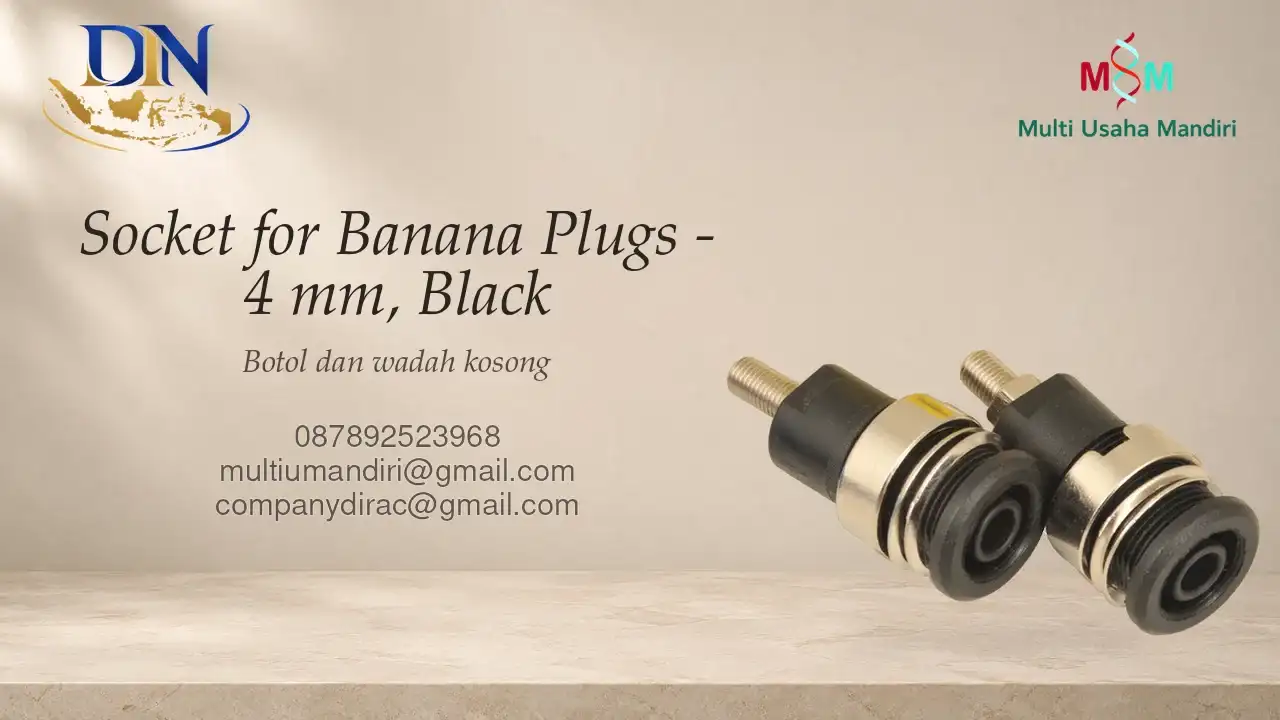 DN
M M
Multi Usaha Mandiri
Socket for Banana Plugs -
4 mm, Black
Botol dan wadah kosong
087892523968
multiumandiri@gmail.com
companydirac@gmail.com